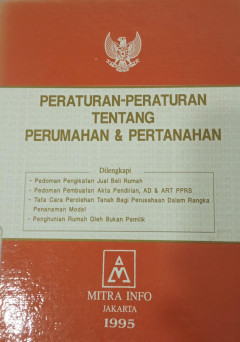 PERATURAN-PERATURAN
TENTANG
PERUMAHAN & PERTANAHAN
Dilengkapi
- Pedoman Pengikatan Jual Beli Rumah
- Pedoman Pembuatan Akta Pendirian, AD & ART PPRS
- Tata Cara Perolehan Tanah Bagi Perusahaan Dalam Rangka
Penanaman Model
- Penghunian Rumah Oleh Bukan Pemilik
MITRA INFO
JAKARTA
1995